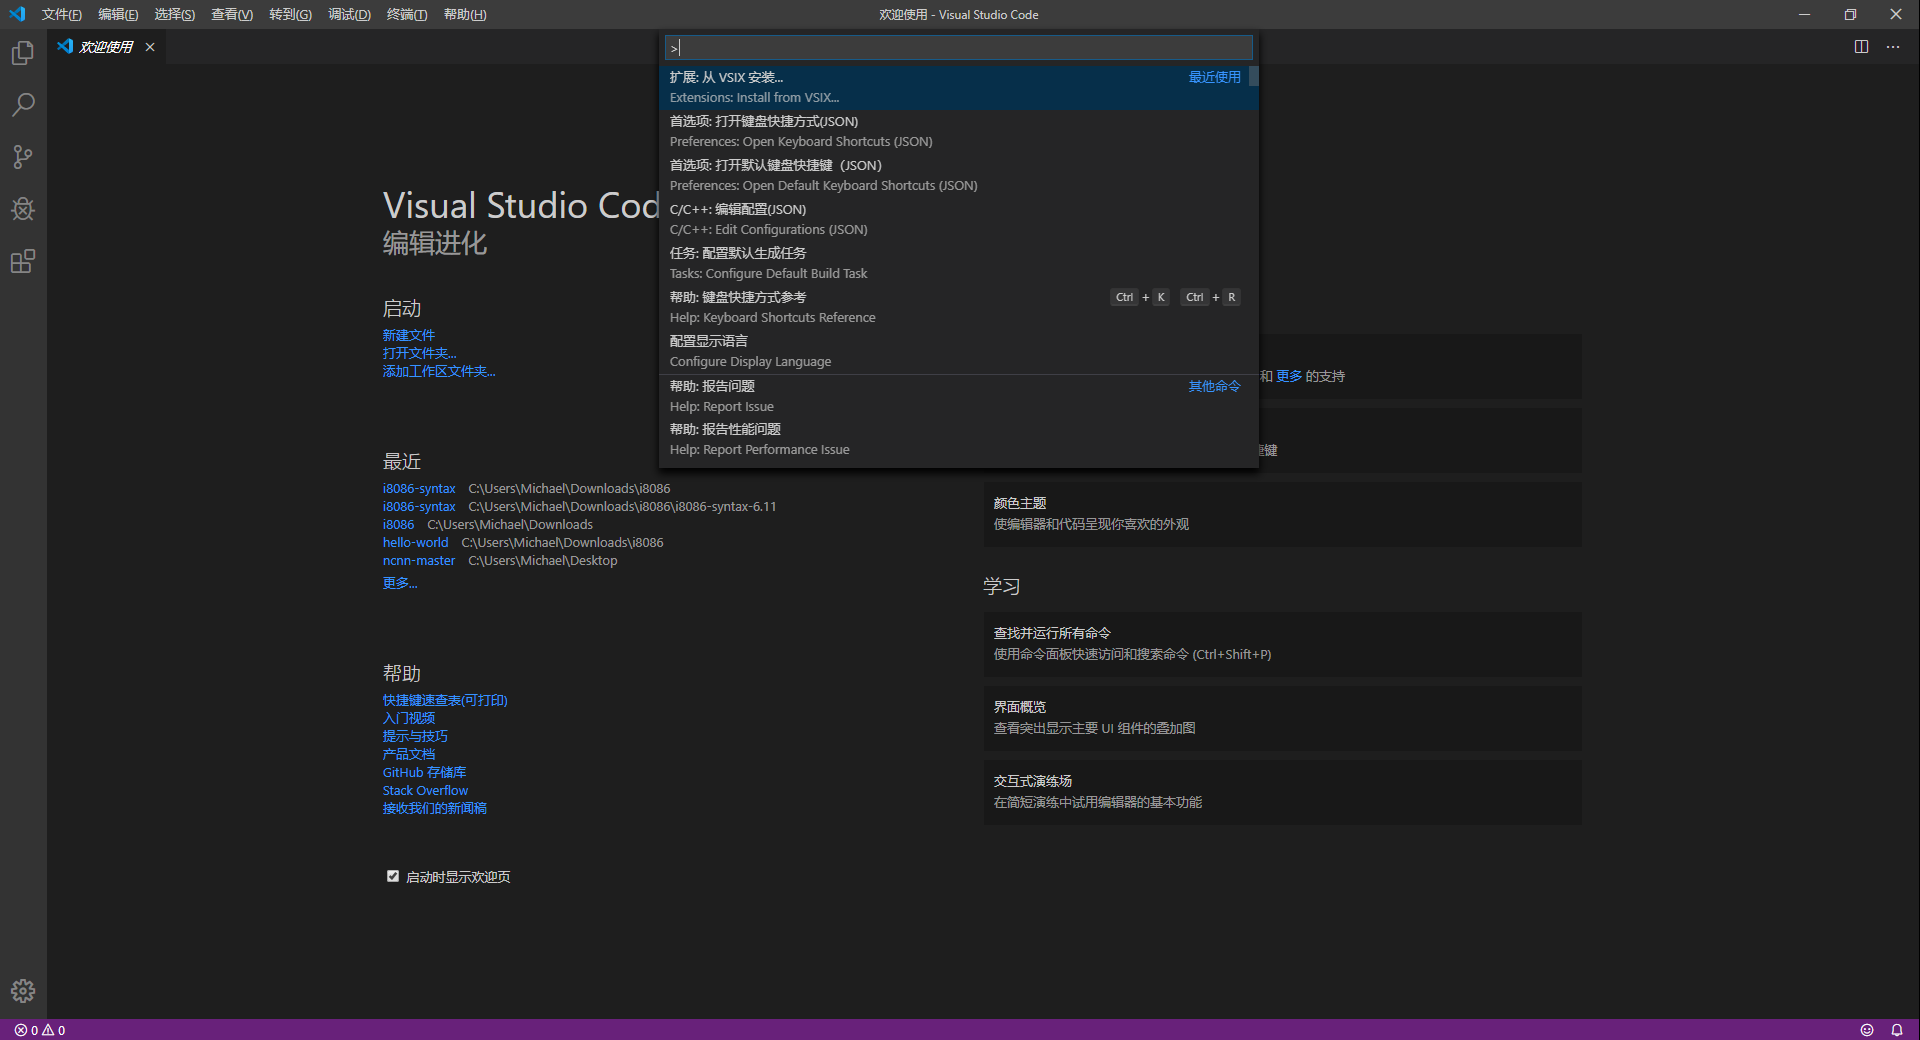 文件(F) 编辑(E) 选择(S) 查看(V) 转到(G) 调试(D) 终端(T) 帮助(H)
欢迎使用 - Visual Studio Code
欢迎使用
>
扩展: 从 VSIX 安装... 最近使用
Extensions: Install from VSIX...
首选项: 打开键盘快捷方式(JSON)
Preferences: Open Keyboard Shortcuts (JSON)
首选项: 打开默认键盘快捷键（JSON）
Preferences: Open Default Keyboard Shortcuts (JSON)
C/C++: 编辑配置(JSON)
C/C++: Edit Configurations (JSON)
任务: 配置默认生成任务
Tasks: Configure Default Build Task
帮助: 键盘快捷方式参考 Ctrl + K Ctrl + R
Help: Keyboard Shortcuts Reference
配置显示语言
Configure Display Language
帮助: 报告问题 其他命令
Help: Report Issue
帮助: 报告性能问题
Help: Report Performance Issue
Visual Studio Cod
编辑进化
启动
新建文件
打开文件夹...
添加工作区文件夹...
最近
i8086-syntax C:\Users\Michael\Downloads\i8086
i8086-syntax C:\Users\Michael\Downloads\i8086\i8086-syntax-6.11
i8086 C:\Users\Michael\Downloads
hello-world C:\Users\Michael\Downloads\i8086
ncnn-master C:\Users\Michael\Desktop
更多...
帮助
快捷键速查表(可打印)
入门视频
提示与技巧
产品文档
GitHub 存储库
Stack Overflow
接收我们的新闻稿
启动时显示欢迎页
和 更多 的支持
键
颜色主题
使编辑器和代码呈现你喜欢的外观
学习
查找并运行所有命令
使用命令面板快速访问和搜索命令 (Ctrl+Shift+P)
界面概览
查看突出显示主要 UI 组件的叠加图
交互式演练场
在简短演练中试用编辑器的基本功能
0 0